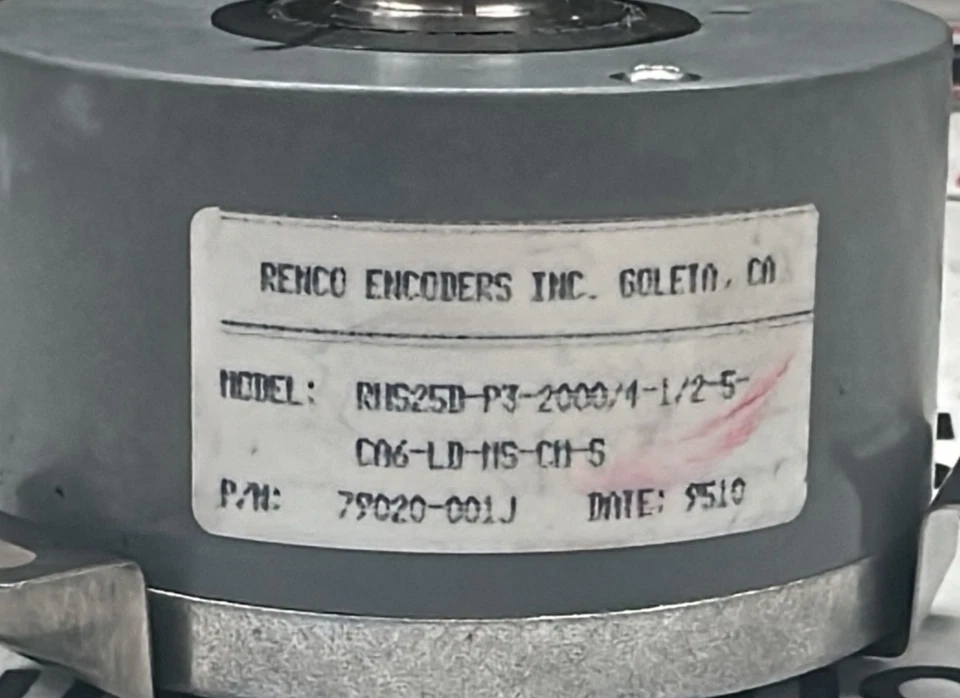 RENCO ENCODERS INC. GOLETA, CA
MODEL: RHS25D-P3-2000/4-1/2-5-
CA6-LD-MS-CM-S
P/N: 79020-001J DATE: 9510